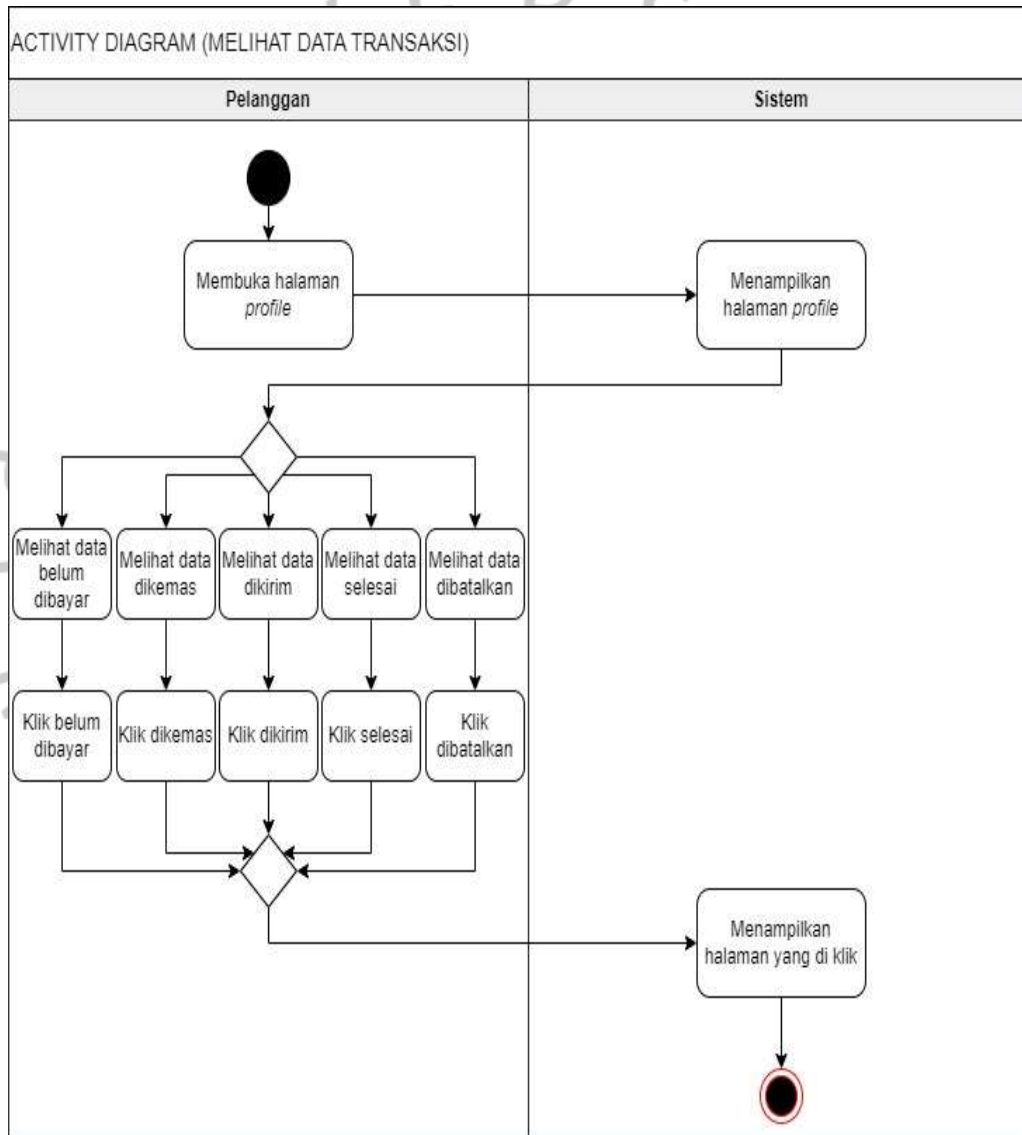 ACTIVITY DIAGRAM (MELIHAT DATA TRANSAKSI)
Pelanggan
Sistem
Membuka halaman
profile
Menampilkan
halaman profile
Melihat data
belum
dibayar
Melihat data
dikemas
Melihat data
dikirim
Melihat data
selesai
Melihat data
dibatalkan
Klik belum
dibayar
Klik dikemas
Klik dikirim
Klik selesai
Klik
dibatalkan
Menampilkan
halaman yang di klik